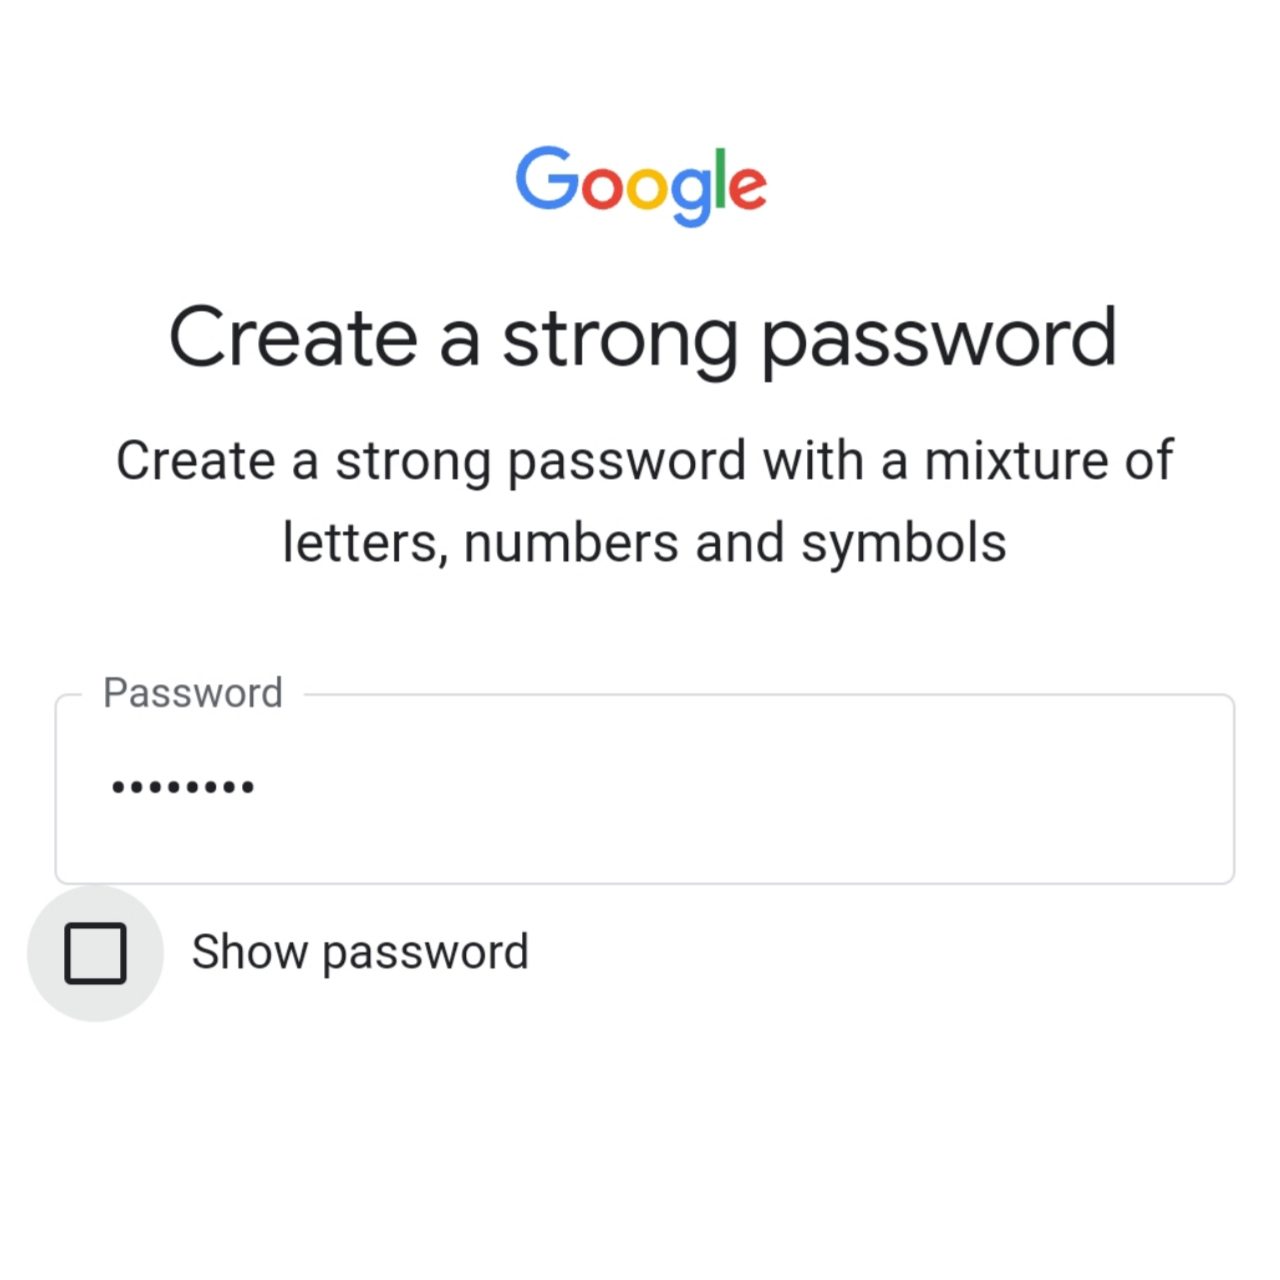 Google
Create a strong password
Create a strong password with a mixture of
letters, numbers and symbols
Password
••••••••
Show password